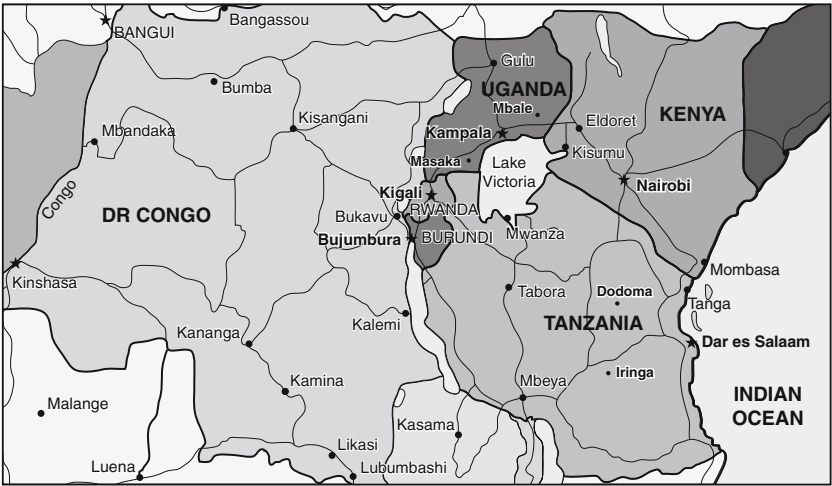 BANGUI
Bangassou
Gulu
UGANDA
Bumba
Mbale
KENYA
Kisangani
Eldoret
Mbandaka
Kampala
Kisumu
Masaka
Lake
Victoria
Kigali
Nairobi
Congo
RWANDA
DR CONGO
Bukavu
Bujumbura
BURUNDI
Mwanza
Mombasa
Kinshasa
Tabora
Dodoma
Tanga
Kalemi
TANZANIA
Kananga
Dar es Salaam
Iringa
Kamina
Mbeya
INDIAN
OCEAN
Malange
Kasama
Likasi
Luena
Lubumbashi